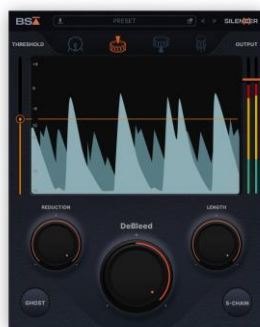 BSA PRESET SILENCER
THRESHOLD OUTPUT
REDUCTION LENGTH
DeBleed
GHOST S-CHAIN